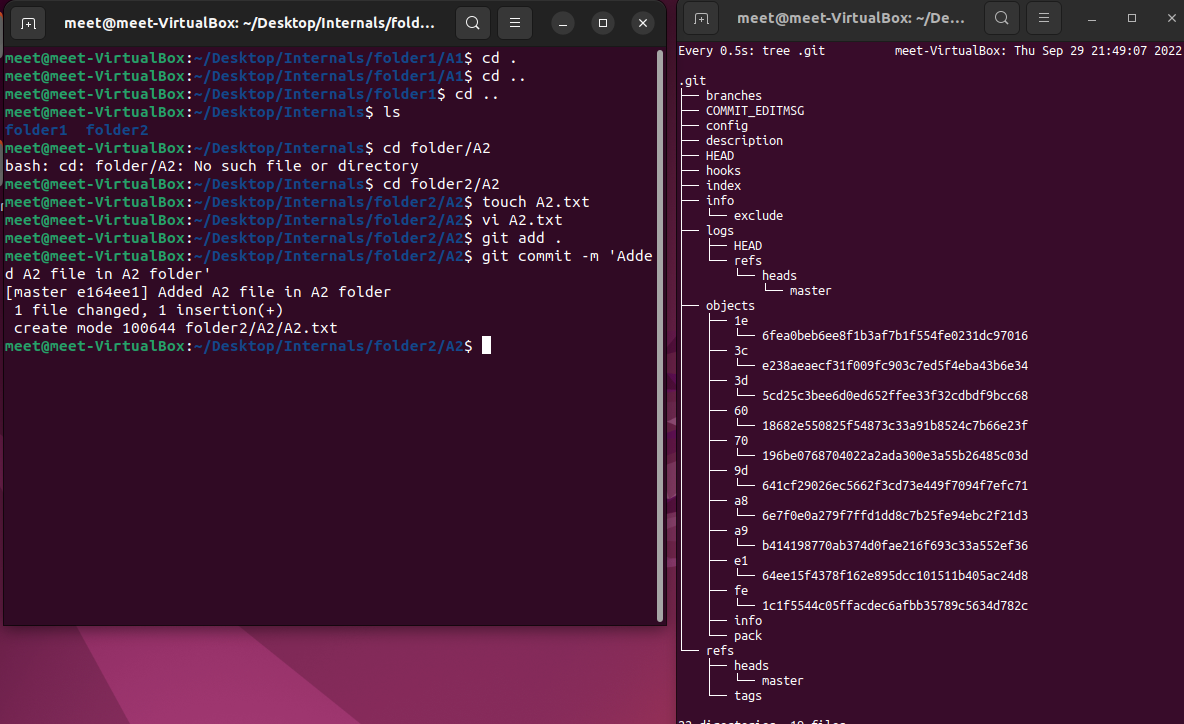 meet@meet-VirtualBox: ~/Desktop/Internals/fold...
meet@meet-VirtualBox:~/Desktop/Internals/folder1/A1$ cd .
meet@meet-VirtualBox:~/Desktop/Internals/folder1/A1$ cd ..
meet@meet-VirtualBox:~/Desktop/Internals/folder1$ cd ..
meet@meet-VirtualBox:~/Desktop/Internals$ ls
folder1  folder2
meet@meet-VirtualBox:~/Desktop/Internals$ cd folder/A2
bash: cd: folder/A2: No such file or directory
meet@meet-VirtualBox:~/Desktop/Internals$ cd folder2/A2
meet@meet-VirtualBox:~/Desktop/Internals/folder2/A2$ touch A2.txt
meet@meet-VirtualBox:~/Desktop/Internals/folder2/A2$ vi A2.txt
meet@meet-VirtualBox:~/Desktop/Internals/folder2/A2$ git add .
meet@meet-VirtualBox:~/Desktop/Internals/folder2/A2$ git commit -m 'Adde
d A2 file in A2 folder'
[master e164ee1] Added A2 file in A2 folder
 1 file changed, 1 insertion(+)
 create mode 100644 folder2/A2/A2.txt
meet@meet-VirtualBox:~/Desktop/Internals/folder2/A2$
meet@meet-VirtualBox: ~/De...
Every 0.5s: tree .git meet-VirtualBox: Thu Sep 29 21:49:07 2022
.git
├── branches
├── COMMIT_EDITMSG
├── config
├── description
├── HEAD
├── hooks
├── index
├── info
│   └── exclude
├── logs
│   ├── HEAD
│   └── refs
│       └── heads
│           └── master
├── objects
│   ├── 1e
│   │   └── 6fea0beb6ee8f1b3af7b1f554fe0231dc97016
│   ├── 3c
│   │   └── e238aeaecf31f009fc903c7ed5f4eba43b6e34
│   ├── 3d
│   │   └── 5cd25c3bee6d0ed652ffee33f32cdbdf9bcc68
│   ├── 60
│   │   └── 18682e550825f54873c33a91b8524c7b66e23f
│   ├── 70
│   │   └── 196be0768704022a2ada300e3a55b26485c03d
│   ├── 9d
│   │   └── 641cf29026ec5662f3cd73e449f7094f7efc71
│   ├── a8
│   │   └── 6e7f0e0a279f7ffd1dd8c7b25fe94ebc2f21d3
│   ├── a9
│   │   └── b414198770ab374d0fae216f693c33a552ef36
│   ├── e1
│   │   └── 64ee15f4378f162e895dcc101511b405ac24d8
│   ├── fe
│   │   └── 1c1f5544c05ffacdec6afbb35789c5634d782c
│   ├── info
│   └── pack
└── refs
    ├── heads
    │   └── master
    └── tags